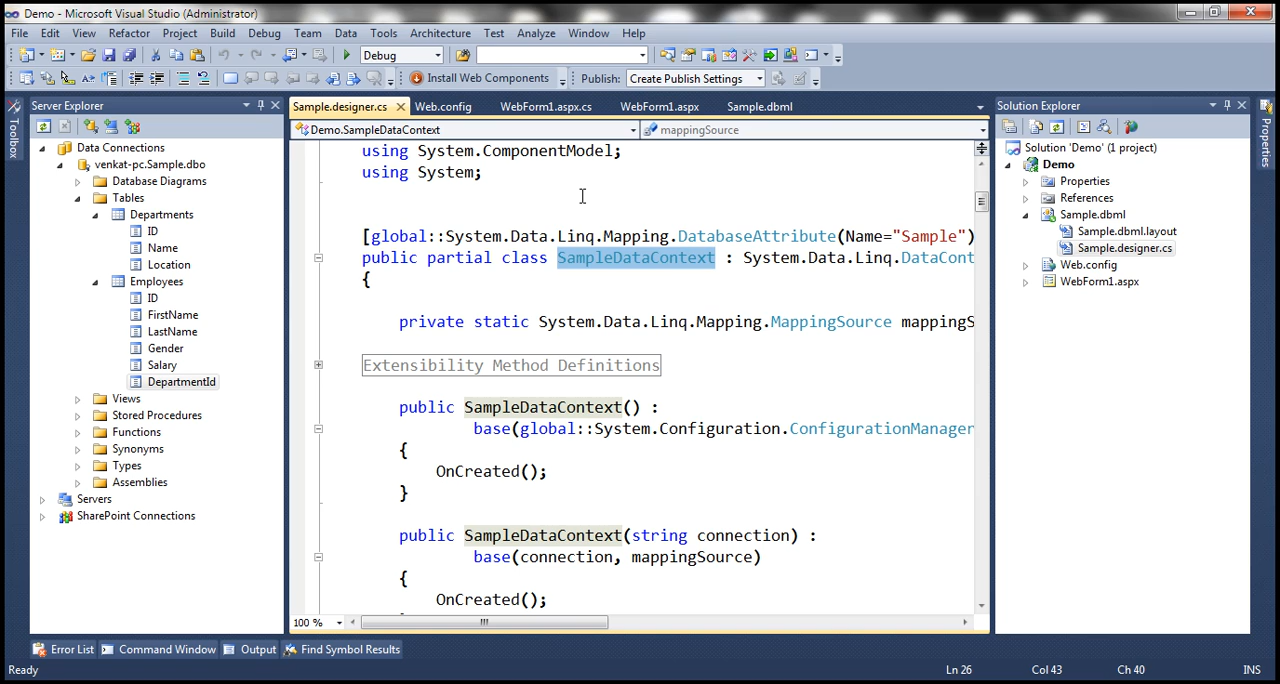 Demo - Microsoft Visual Studio (Administrator)
File Edit View Refactor Project Build Debug Team Data Tools Architecture Test Analyze Window Help
Debug
Install Web Components Publish: Create Publish Settings
Toolbox
Server Explorer
Data Connections
venkat-pc.Sample.dbo
Database Diagrams
Tables
Departments
ID
Name
Location
Employees
ID
FirstName
LastName
Gender
Salary
DepartmentId
Views
Stored Procedures
Functions
Synonyms
Types
Assemblies
Servers
SharePoint Connections
Sample.designer.cs Web.config WebForm1.aspx.cs WebForm1.aspx Sample.dbml
Demo.SampleDataContext mappingSource
using System.ComponentModel;
using System;
[global::System.Data.Linq.Mapping.DatabaseAttribute(Name="Sample")
public partial class SampleDataContext : System.Data.Linq.DataCont
{
private static System.Data.Linq.Mapping.MappingSource mappingS
Extensibility Method Definitions
public SampleDataContext() :
base(global::System.Configuration.ConfigurationManager
{
OnCreated();
}
public SampleDataContext(string connection) :
base(connection, mappingSource)
{
OnCreated();
100 %
Solution Explorer
Solution 'Demo' (1 project)
Demo
Properties
References
Sample.dbml
Sample.dbml.layout
Sample.designer.cs
Web.config
WebForm1.aspx
Properties
Error List Command Window Output Find Symbol Results
Ready Ln 26 Col 43 Ch 40 INS